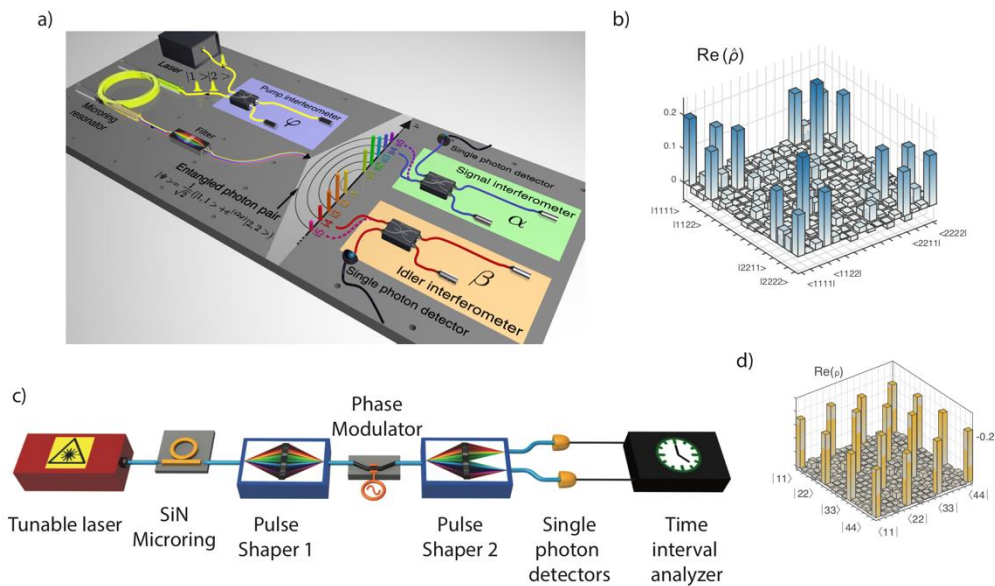 a)
Laser
|1>|2>
Pump interferometer
φ
Microring
resonator
Filter
Entangled photon pair
Single photon detector
Signal interferometer
α
β
Idler interferometer
Single photon detector
b)
Re (ρ̂)
0.2
0.1
0
|1111⟩
|1122⟩
|2211⟩
|2222⟩
<1111|
<1122|
<2211|
<2222|
c)
Phase
Modulator
Tunable laser
SiN
Microring
Pulse
Shaper 1
Pulse
Shaper 2
Single
photon
detectors
Time
interval
analyzer
d)
Re(ρ)
-0.2
|11⟩
|22⟩
|33⟩
|44⟩
⟨11|
⟨22|
⟨33|
⟨44|